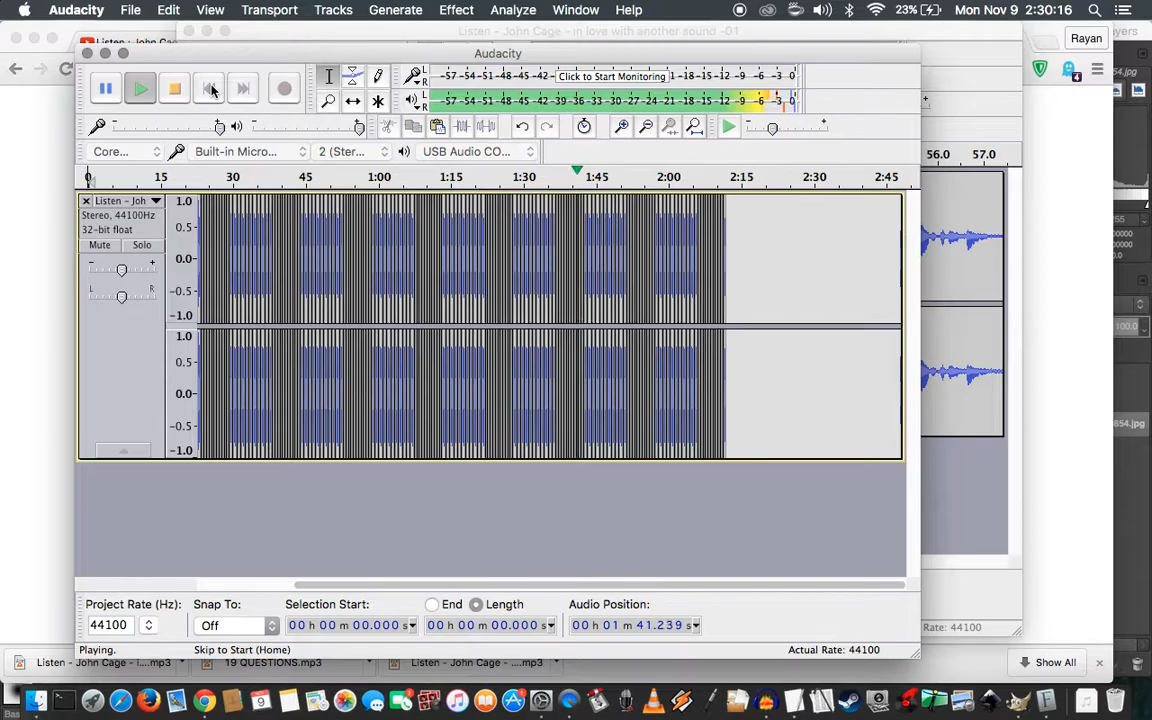 Audacity File Edit View Transport Tracks Generate Effect Analyze Window Help 23% Mon Nov 9 2:30:16
Listen - John Cage - in love with another sound -01
Listen : John Ca
Rayan
Audacity
-57 -54 -51 -48 -45 -42 Click to Start Monitoring -18 -15 -12 -9 -6 -3 0
-57 -54 -51 -48 -45 -42 -39 -36 -33 -30 -27 -24 -21 -18 -15 -12 -9 -6 -3 0
Core... Built-in Micro... 2 (Ster... USB Audio CO...
56.0 57.0
0 15 30 45 1:00 1:15 1:30 1:45 2:00 2:15 2:30 2:45
Listen - Joh
Stereo, 44100Hz
32-bit float
Mute Solo
- +
L R
1.0
0.5
0.0
-0.5
-1.0
1.0
0.5
0.0
-0.5
-1.0
100.0
854.jpg
Project Rate (Hz): Snap To: Selection Start: End Length Audio Position:
44100 Off 00 h 00 m 00.000 s 00 h 00 m 00.000 s 00 h 01 m 41.239 s
Playing. Skip to Start (Home) Actual Rate: 44100
Rate: 44100
Listen - John Cage - i....mp3 19 QUESTIONS.mp3 Listen - John Cage -....mp3 Show All